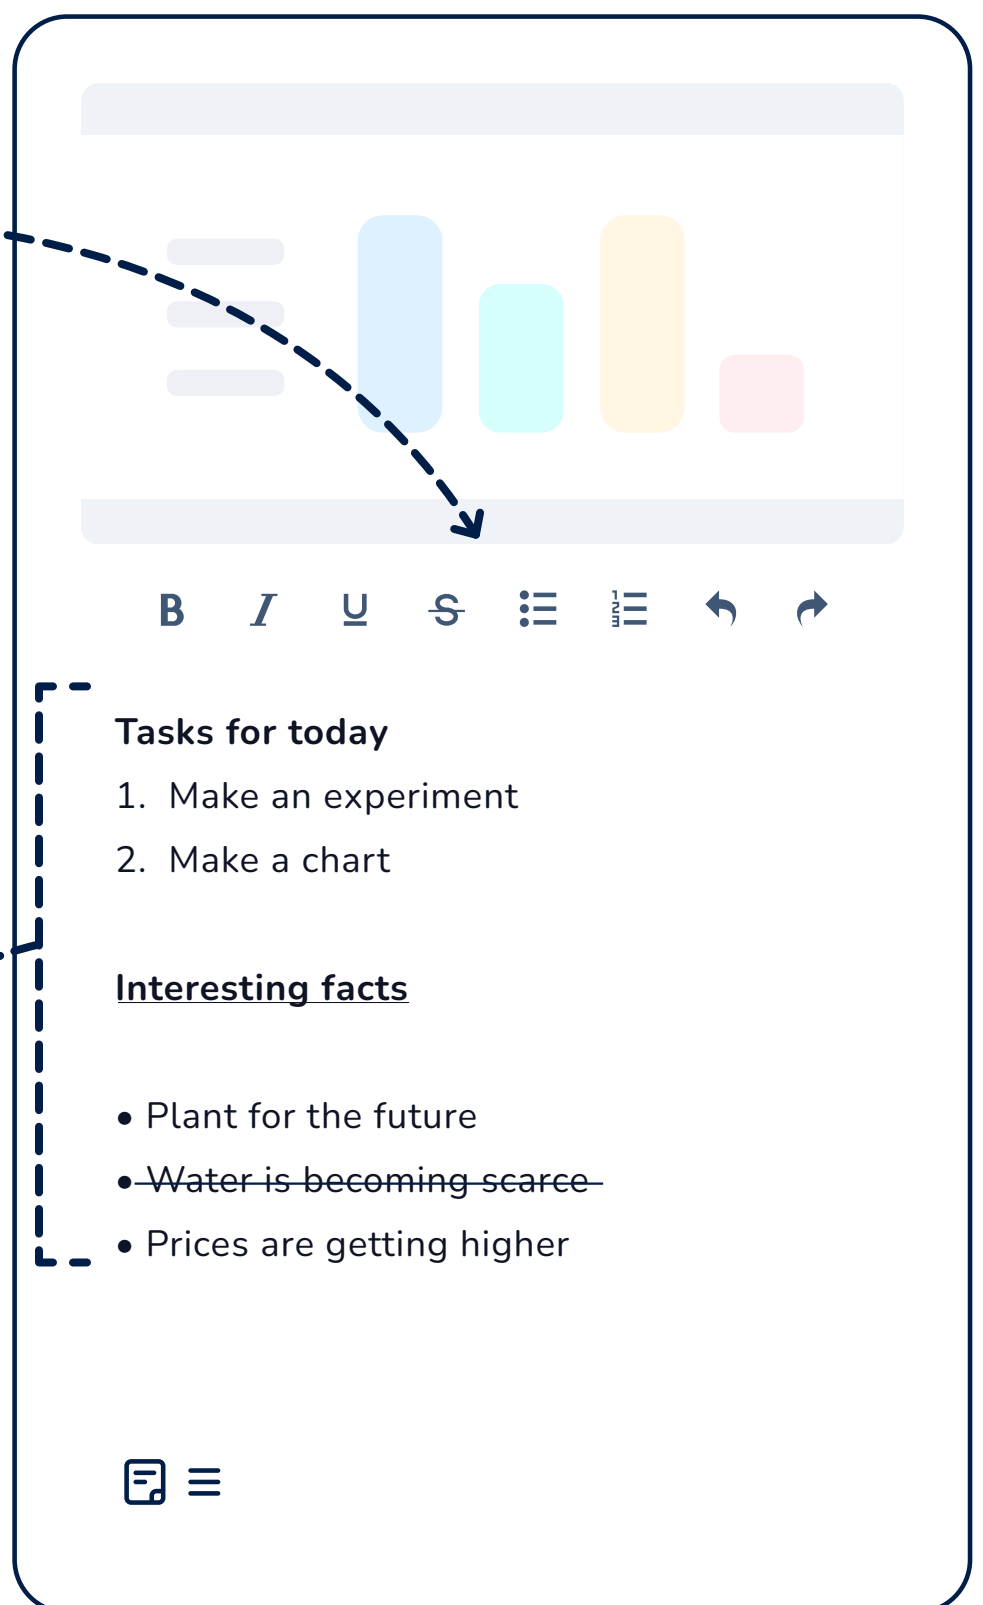 B I U S
Tasks for today
1. Make an experiment
2. Make a chart
Interesting facts
• Plant for the future
• Water is becoming scarce
• Prices are getting higher